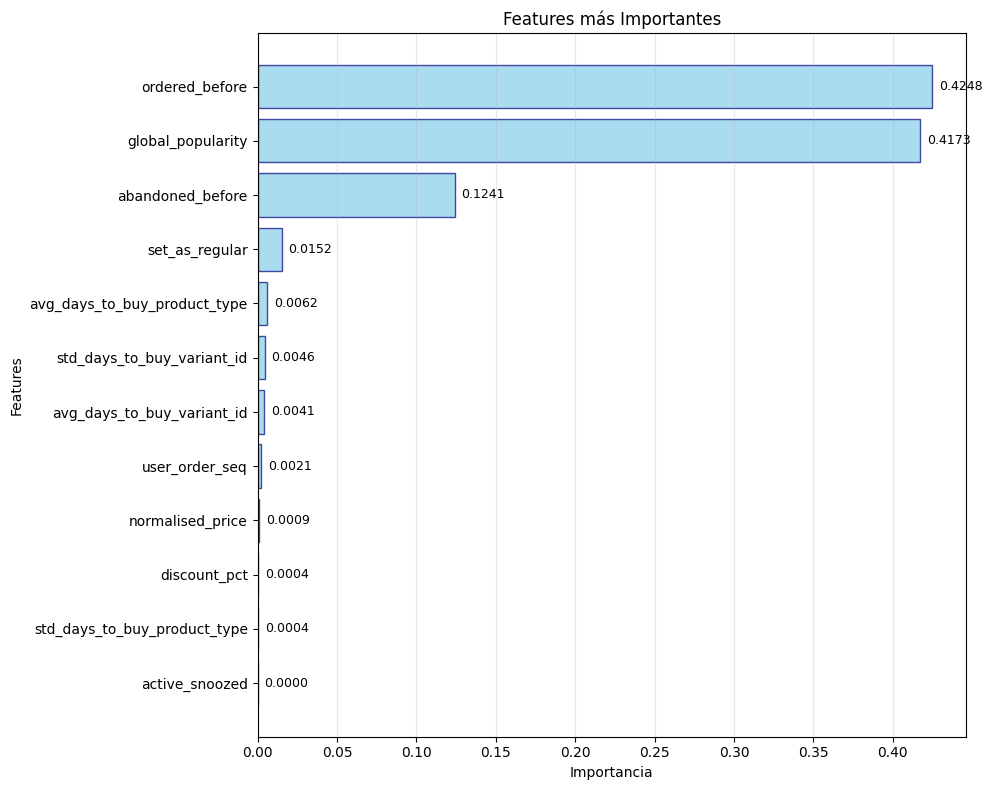 Features más Importantes
ordered_before 0.4248
global_popularity 0.4173
abandoned_before 0.1241
set_as_regular 0.0152
avg_days_to_buy_product_type 0.0062
std_days_to_buy_variant_id 0.0046
avg_days_to_buy_variant_id 0.0041
user_order_seq 0.0021
normalised_price 0.0009
discount_pct 0.0004
std_days_to_buy_product_type 0.0004
active_snoozed 0.0000
Features
0.00 0.05 0.10 0.15 0.20 0.25 0.30 0.35 0.40
Importancia